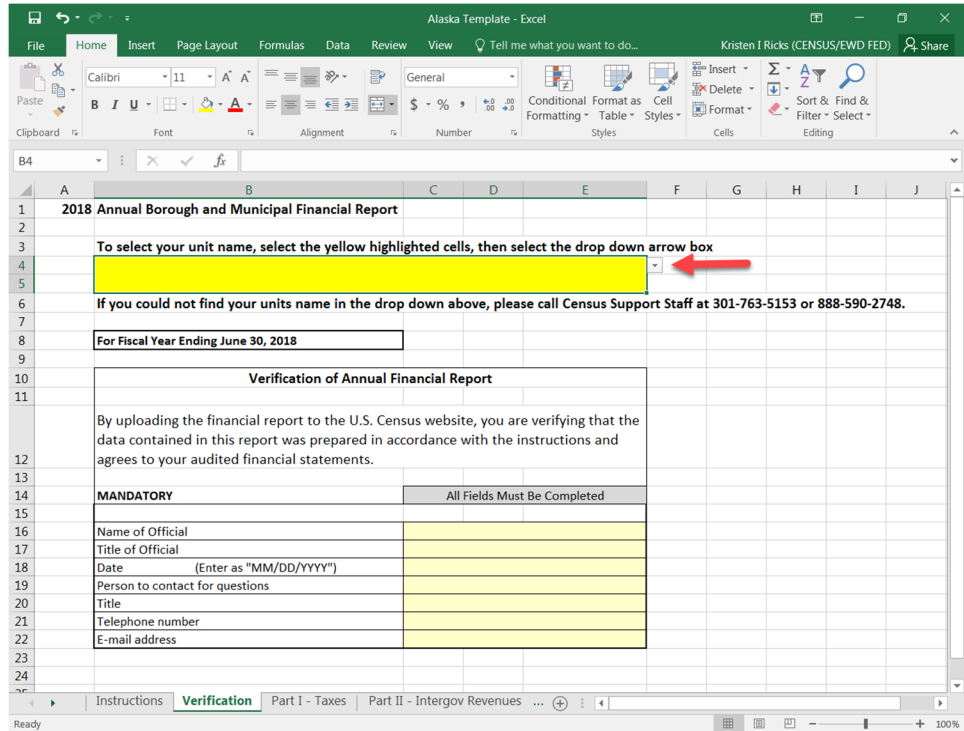 Alaska Template - Excel
File Home Insert Page Layout Formulas Data Review View Tell me what you want to do... Kristen I Ricks (CENSUS/EWD FED) Share
Paste
Calibri 11
B I U A
General
$ % ,
Conditional Formatting
Format as Table
Cell Styles
Insert
Delete
Format
Sort & Filter
Find & Select
Clipboard Font Alignment Number Styles Cells Editing
B4 fx
A B C D E F G H I J
1 2018 Annual Borough and Municipal Financial Report
2
3 To select your unit name, select the yellow highlighted cells, then select the drop down arrow box
4
5
6 If you could not find your units name in the drop down above, please call Census Support Staff at 301-763-5153 or 888-590-2748.
7
8 For Fiscal Year Ending June 30, 2018
9
10 Verification of Annual Financial Report
11
By uploading the financial report to the U.S. Census website, you are verifying that the
data contained in this report was prepared in accordance with the instructions and
12 agrees to your audited financial statements.
13
14 MANDATORY All Fields Must Be Completed
15
16 Name of Official
17 Title of Official
18 Date (Enter as "MM/DD/YYYY")
19 Person to contact for questions
20 Title
21 Telephone number
22 E-mail address
23
24
Instructions Verification Part I - Taxes Part II - Intergov Revenues ...
Ready 100%